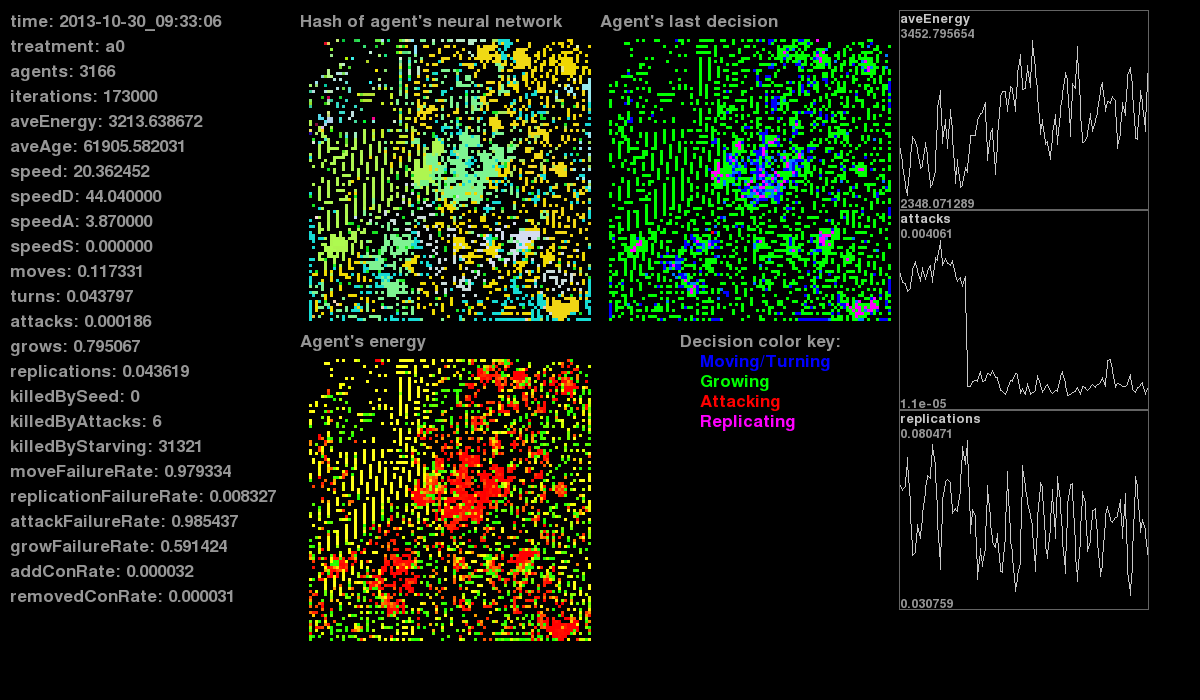 time: 2013-10-30_09:33:06
treatment: a0
agents: 3166
iterations: 173000
aveEnergy: 3213.638672
aveAge: 61905.582031
speed: 20.362452
speedD: 44.040000
speedA: 3.870000
speedS: 0.000000
moves: 0.117331
turns: 0.043797
attacks: 0.000186
grows: 0.795067
replications: 0.043619
killedBySeed: 0
killedByAttacks: 6
killedByStarving: 31321
moveFailureRate: 0.979334
replicationFailureRate: 0.008327
attackFailureRate: 0.985437
growFailureRate: 0.591424
addConRate: 0.000032
removedConRate: 0.000031
Hash of agent's neural network
Agent's last decision
Agent's energy
Decision color key:
Moving/Turning
Growing
Attacking
Replicating
aveEnergy
3452.795654
2348.071289
attacks
0.004061
1.1e-05
replications
0.080471
0.030759